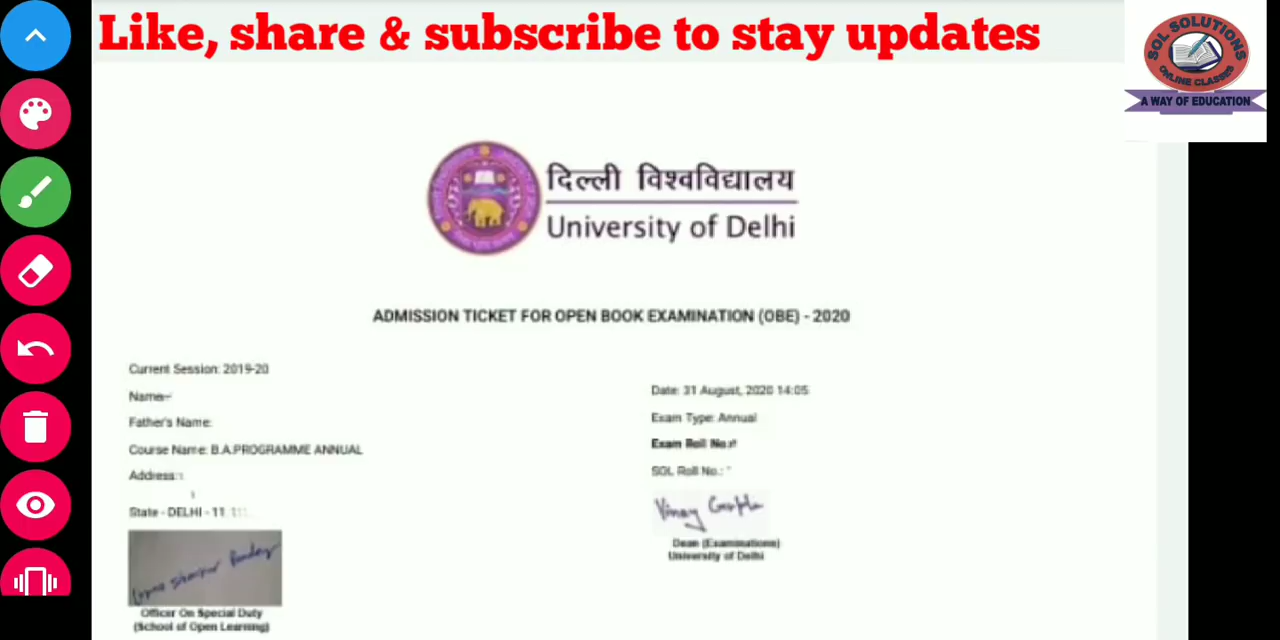 Like, share & subscribe to stay updates
SOL SOLUTIONS
ONLINE CLASSES
A WAY OF EDUCATION
दिल्ली विश्वविद्यालय
University of Delhi
ADMISSION TICKET FOR OPEN BOOK EXAMINATION (OBE) - 2020
Current Session: 2019-20
Name
Father's Name:
Course Name: B.A.PROGRAMME ANNUAL
Address:
State - DELHI - 11
Officer On Special Duty
(School of Open Learning)
Date: 31 August, 2020 14:05
Exam Type: Annual
Exam Roll No.:
SOL Roll No.:
Vinay Gupta
Dean (Examinations)
University of Delhi